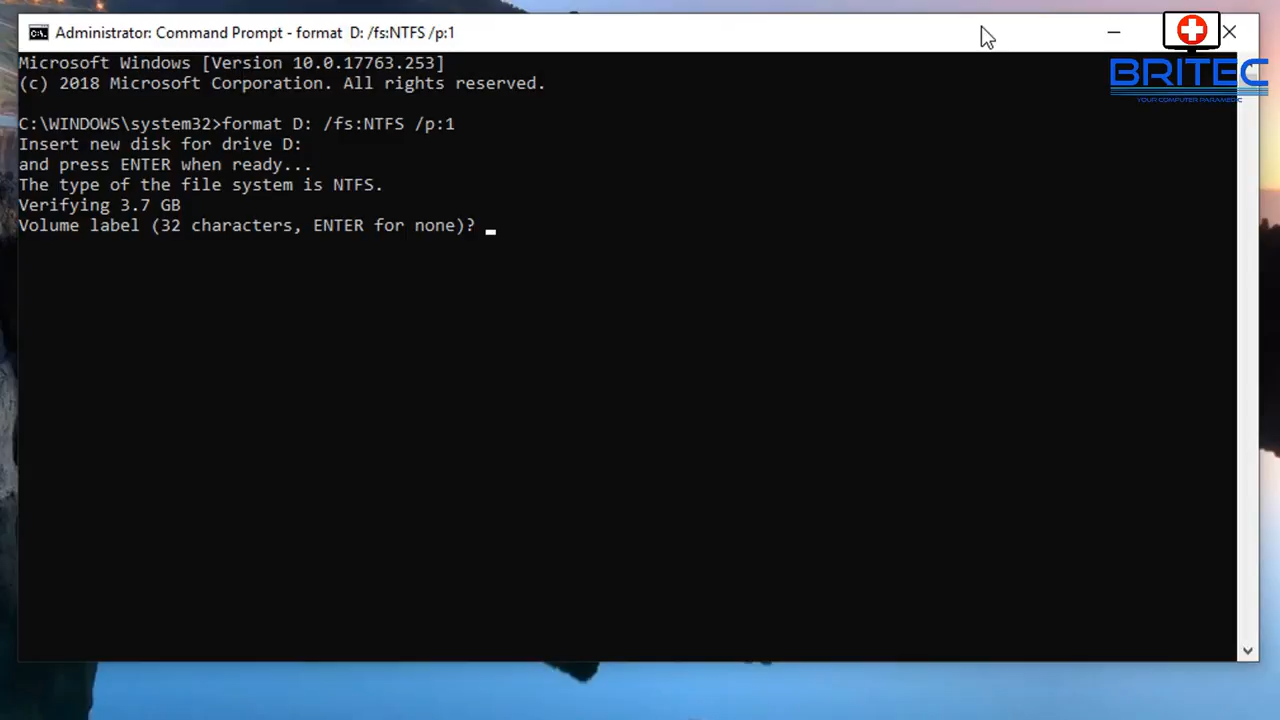 Administrator: Command Prompt - format  D: /fs:NTFS /p:1
BRITEC
YOUR COMPUTER PARAMEDIC
Microsoft Windows [Version 10.0.17763.253]
(c) 2018 Microsoft Corporation. All rights reserved.
C:\WINDOWS\system32>format D: /fs:NTFS /p:1
Insert new disk for drive D:
and press ENTER when ready...
The type of the file system is NTFS.
Verifying 3.7 GB
Volume label (32 characters, ENTER for none)?